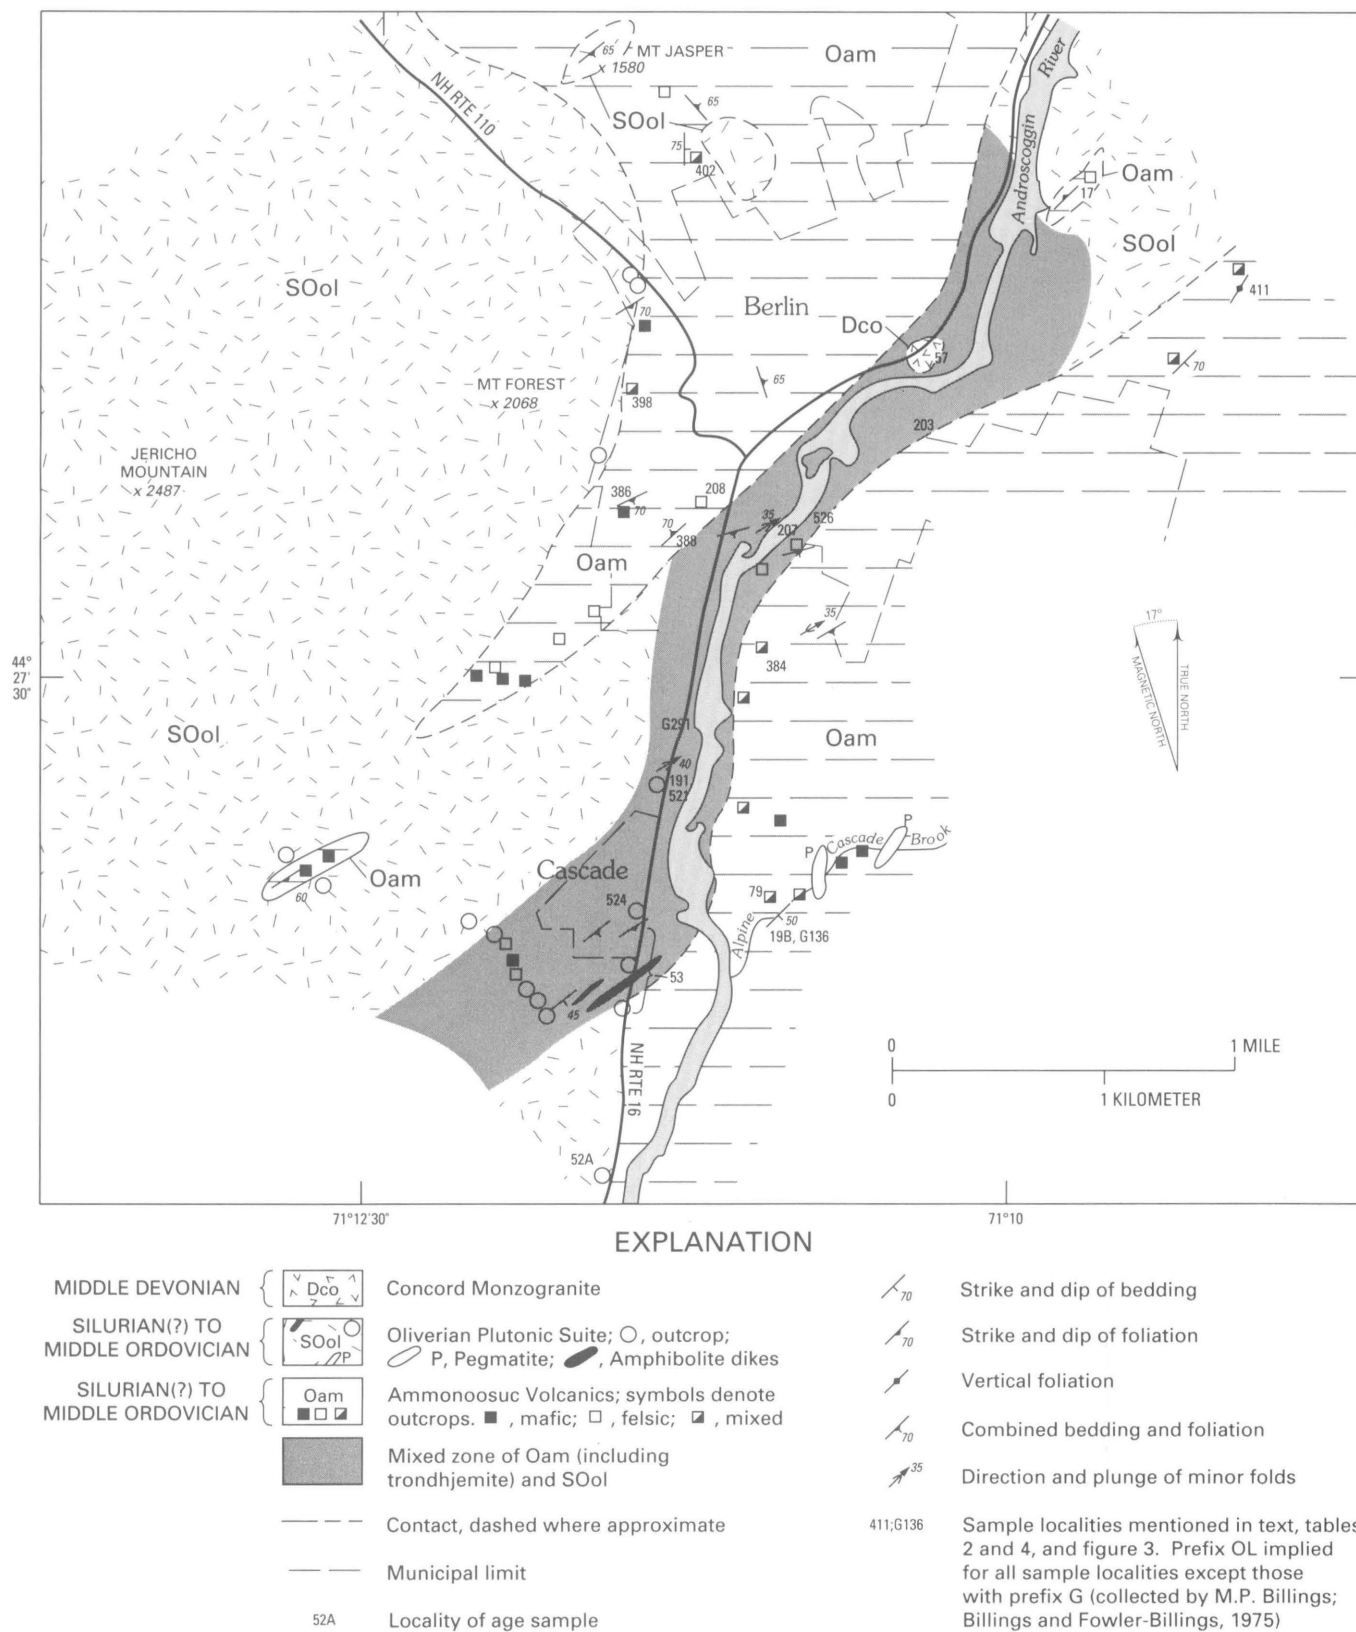 65
MT JASPER
x 1580
Oam
River
NH RTE 110
SOol
65
75
402
Androscoggin
Oam
17
SOol
SOol
411
70
Berlin
Dco
57
70
MT FOREST
x 2068
65
398
203
JERICHO
MOUNTAIN
x 2487
386
70
208
35
526
207
70
388
Oam
35
17°
MAGNETIC NORTH
TRUE NORTH
44°
27'
30"
384
SOol
G291
Oam
40
191
521
P
P
Cascade
Brook
Cascade
Oam
60
524
79
50
Alpine
19B, G136
53
45
0
1 MILE
0
1 KILOMETER
NH RTE 16
52A
71°12'30"
71°10
EXPLANATION
MIDDLE DEVONIAN
Dco
Concord Monzogranite
SILURIAN(?) TO
MIDDLE ORDOVICIAN
SOol
P
Oliverian Plutonic Suite; , outcrop;
P, Pegmatite; , Amphibolite dikes
SILURIAN(?) TO
MIDDLE ORDOVICIAN
Oam
Ammonoosuc Volcanics; symbols denote
outcrops. , mafic; , felsic; , mixed
Mixed zone of Oam (including
trondhjemite) and SOol
Contact, dashed where approximate
Municipal limit
52A Locality of age sample
70 Strike and dip of bedding
70 Strike and dip of foliation
Vertical foliation
70 Combined bedding and foliation
35 Direction and plunge of minor folds
411;G136 Sample localities mentioned in text, tables
2 and 4, and figure 3. Prefix OL implied
for all sample localities except those
with prefix G (collected by M.P. Billings;
Billings and Fowler-Billings, 1975)